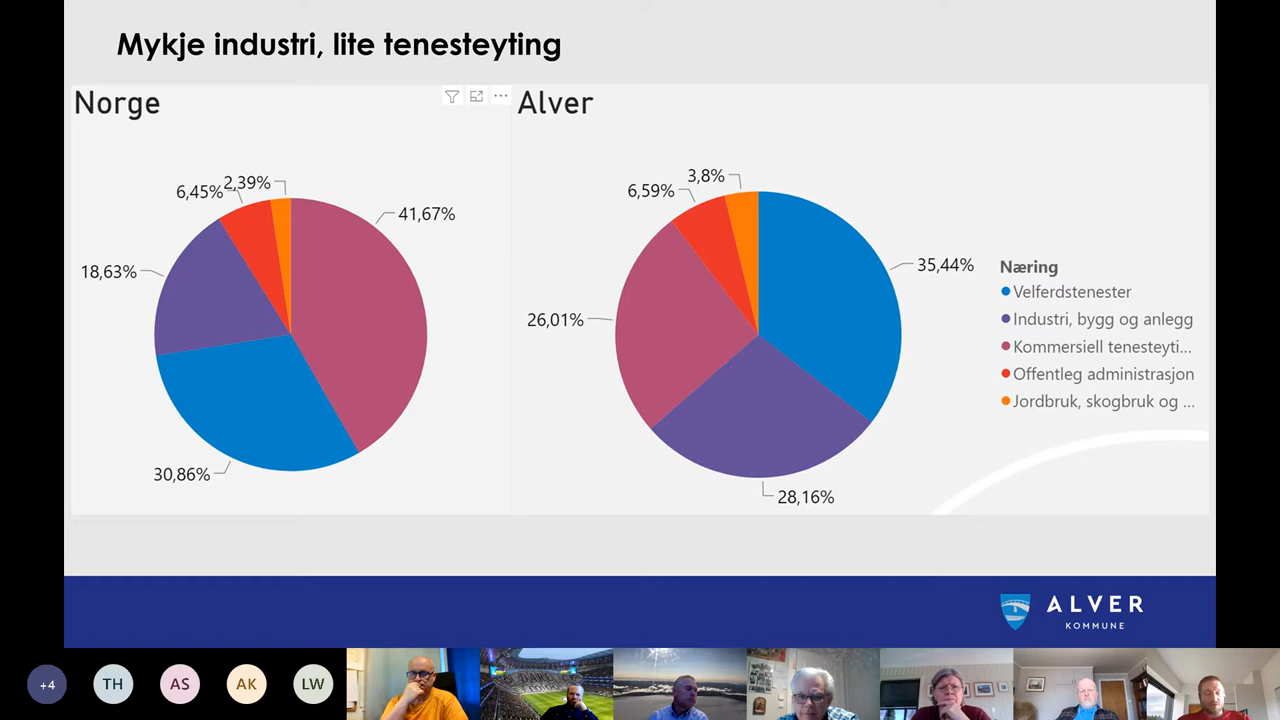 Mykje industri, lite tenesteyting
Norge
Alver
2,39%
6,45%
41,67%
18,63%
30,86%
3,8%
6,59%
35,44%
26,01%
28,16%
Næring
Velferdstenester
Industri, bygg og anlegg
Kommersiell tenesteyti...
Offentleg administrasjon
Jordbruk, skogbruk og ...
ALVER
KOMMUNE
+4
TH
AS
AK
LW